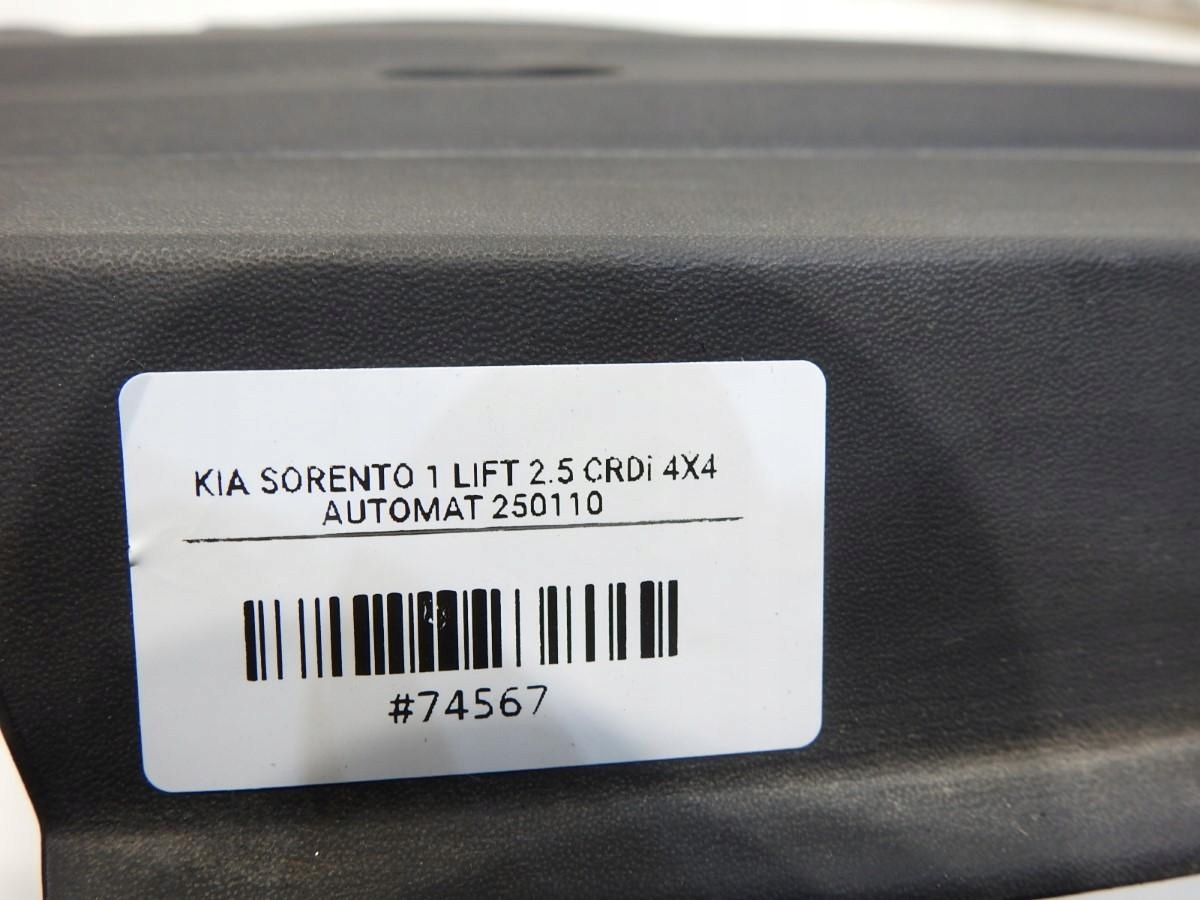 KIA SORENTO 1 LIFT 2.5 CRDi 4X4
AUTOMAT 250110
#74567